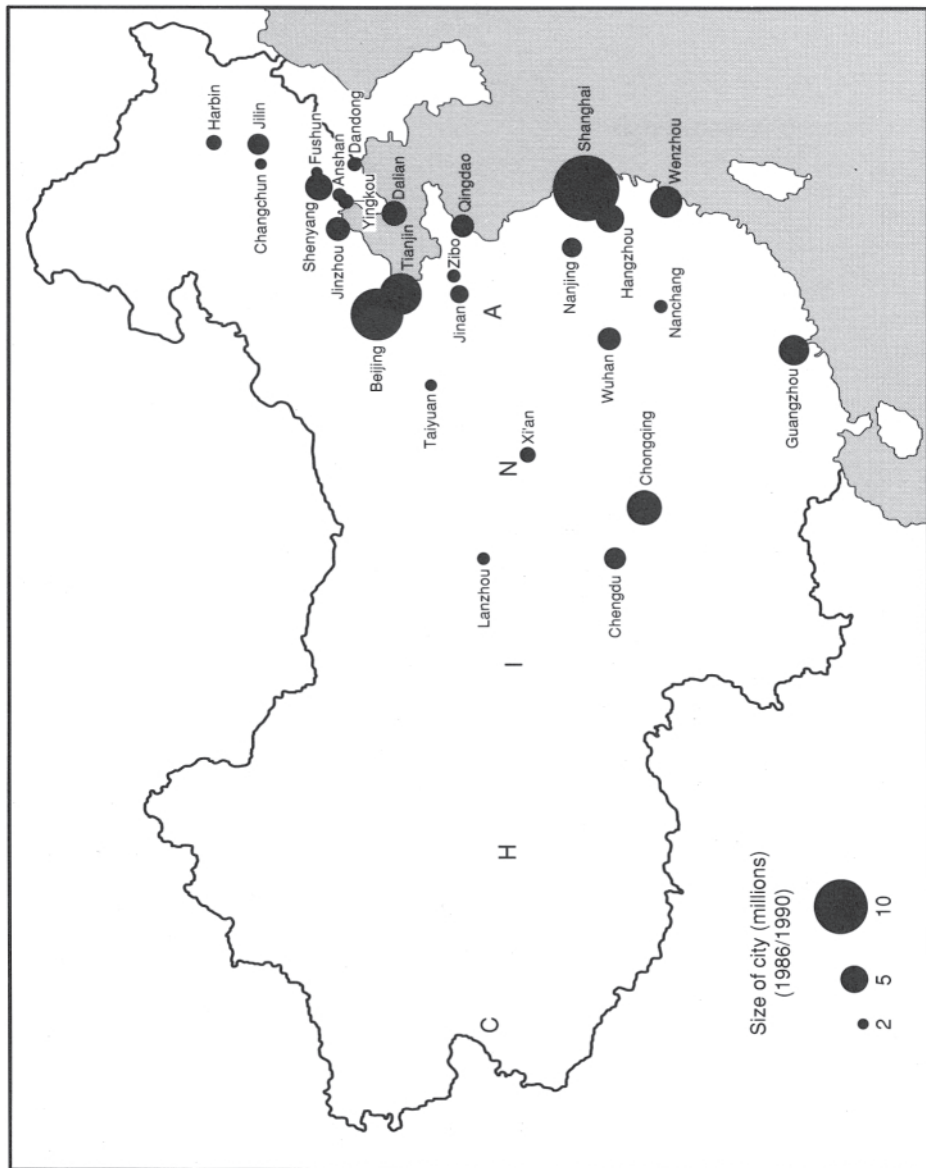 Harbin
Changchun
Jilin
Shenyang
Fushun
Jinzhou
Anshan
Dandong
Yingkou
Beijing
Dalian
Tianjin
Taiyuan
Zibo
Jinan
Qingdao
Lanzhou
C H I N A
Xi'an
Nanjing
Shanghai
Wuhan
Chengdu
Hangzhou
Chongqing
Nanchang
Wenzhou
Guangzhou
Size of city (millions)
(1986/1990)
2 5 10